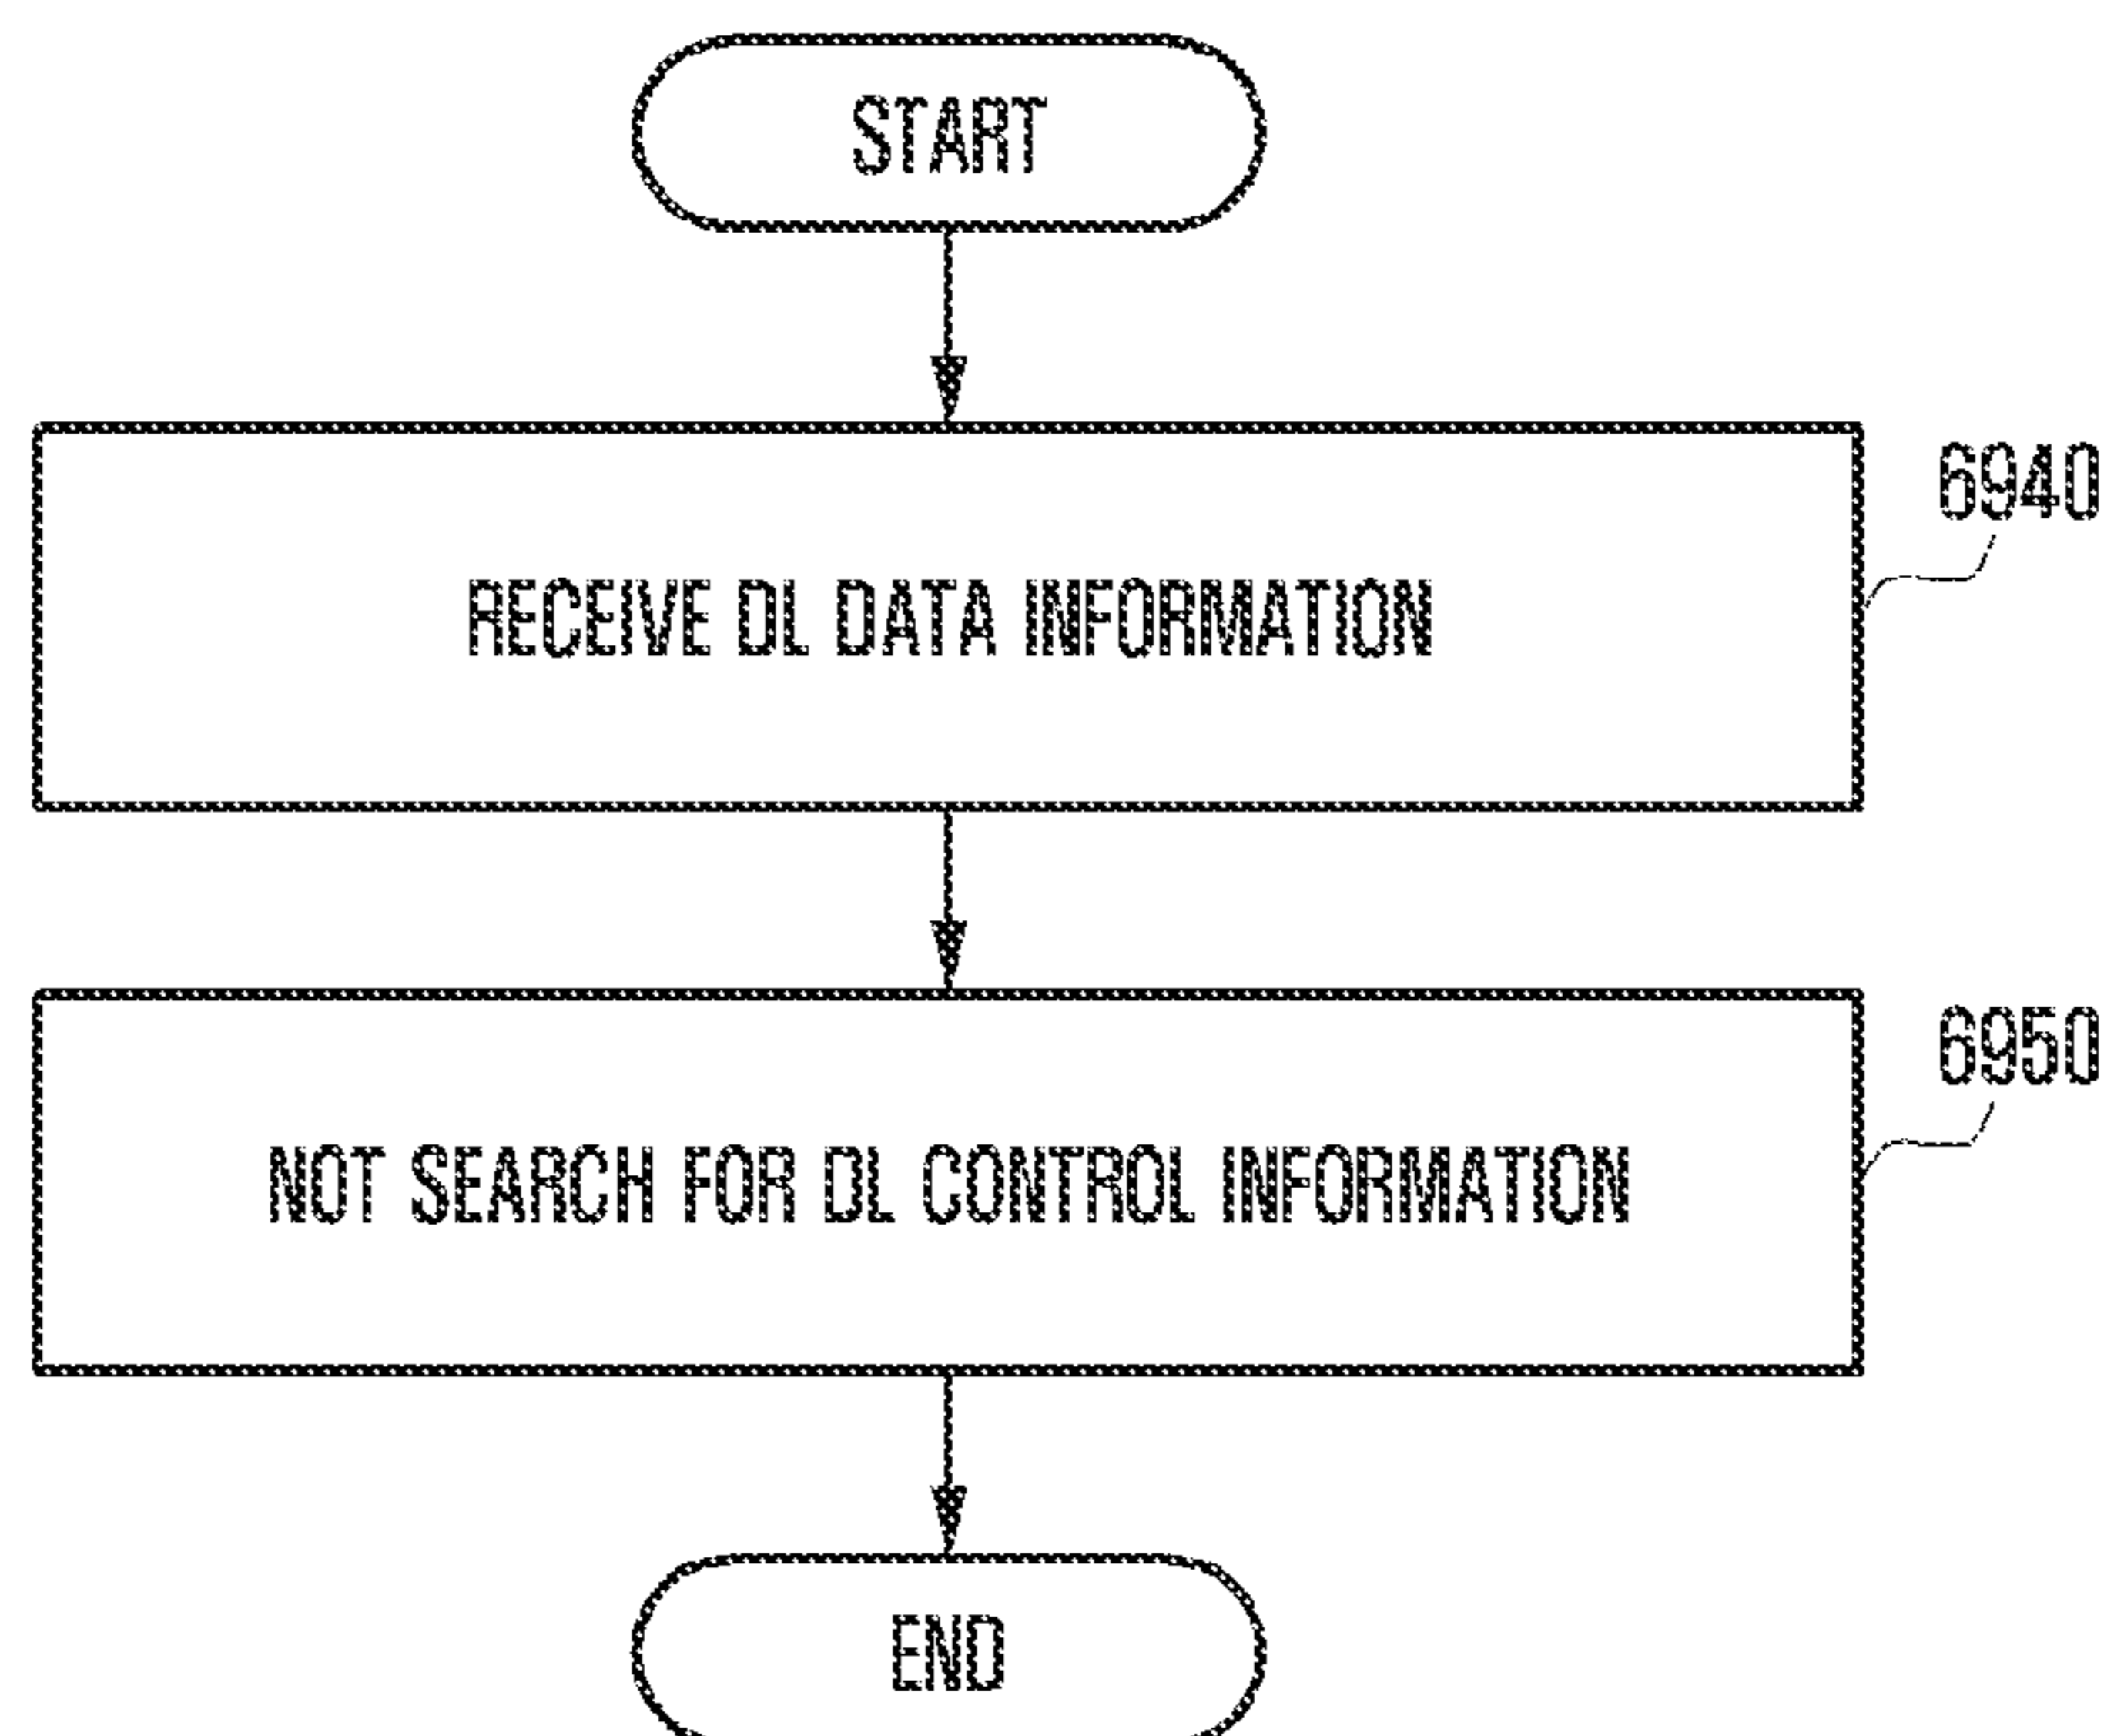 START
6940
RECEIVE DL DATA INFORMATION
6950
NOT SEARCH FOR DL CONTROL INFORMATION
END